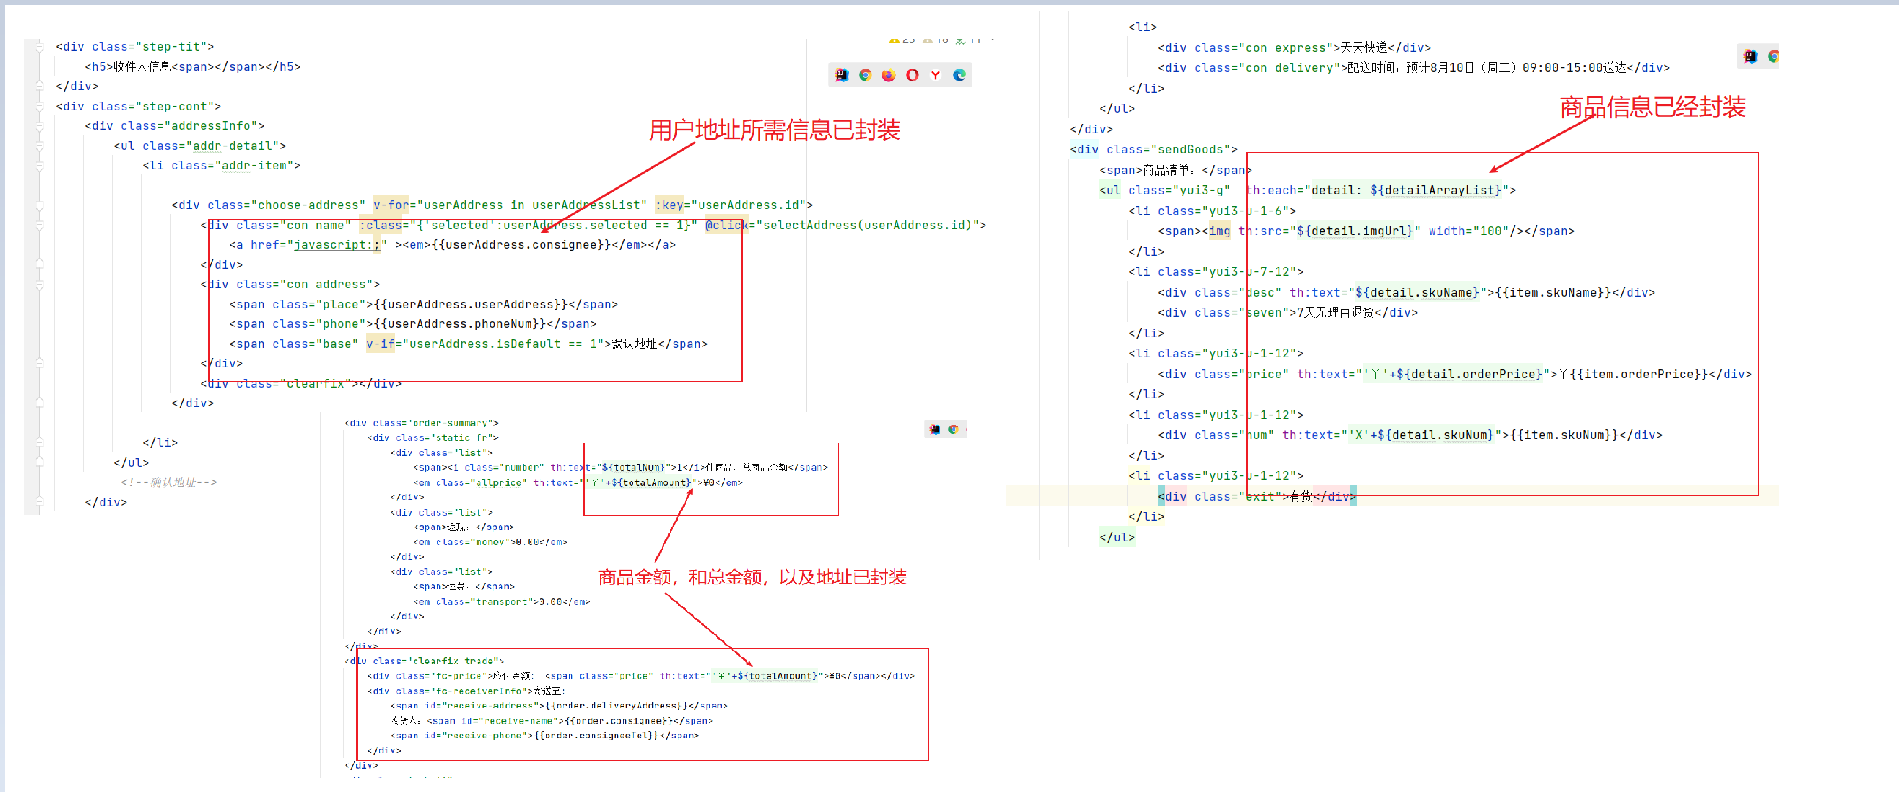 <div class="step-tit">
<h5>收件人信息<span></span></h5>
</div>
<div class="step-cont">
<div class="addressInfo">
<ul class="addr-detail">
<li class="addr-item">
<div class="choose-address" v-for="userAddress in userAddressList" :key="userAddress.id">
<div class="con name" :class="{'selected':userAddress.selected == 1}" @click="selectAddress(userAddress.id)">
<a href="javascript:;" ><em>{{userAddress.consignee}}</em></a>
</div>
<div class="con address">
<span class="place">{{userAddress.userAddress}}</span>
<span class="phone">{{userAddress.phoneNum}}</span>
<span class="base" v-if="userAddress.isDefault == 1">默认地址</span>
</div>
<div class="clearfix"></div>
</div>
</li>
</ul>
<!--确认地址-->
</div>
用户地址所需信息已封装
<div class="order-summary">
<div class="static fr">
<div class="list">
<span><i class="number" th:text="${totalNum}">1</i>件商品,总商品金额</span>
<em class="allprice" th:text="'¥'+${totalAmount}">¥0</em>
</div>
<div class="list">
<span>返现:</span>
<em class="money">0.00</em>
</div>
<div class="list">
<span>运费:</span>
<em class="transport">0.00</em>
</div>
</div>
</div>
<div class="clearfix trade">
<div class="fc-price">应付金额: <span class="price" th:text="'¥'+${totalAmount}">¥0</span></div>
<div class="fc-receiverInfo">寄送至:
<span id="receive-address">{{order.deliveryAddress}}</span>
收货人:<span id="receive-name">{{order.consignee}}</span>
<span id="receive-phone">{{order.consigneeTel}}</span>
</div>
</div>
商品金额，和总金额，以及地址已封装
<li>
<div class="con express">天天快递</div>
<div class="con delivery">配送时间：预计8月10日（周三）09:00-15:00送达</div>
</li>
</ul>
</div>
<div class="sendGoods">
<span>商品清单：</span>
<ul class="yui3-g" th:each="detail: ${detailArrayList}">
<li class="yui3-u-1-6">
<span><img th:src="${detail.imgUrl}" width="100"/></span>
</li>
<li class="yui3-u-7-12">
<div class="desc" th:text="${detail.skuName}">{{item.skuName}}</div>
<div class="seven">7天无理由退货</div>
</li>
<li class="yui3-u-1-12">
<div class="price" th:text="'¥'+${detail.orderPrice}">¥{{item.orderPrice}}</div>
</li>
<li class="yui3-u-1-12">
<div class="num" th:text="'X'+${detail.skuNum}">{{item.skuNum}}</div>
</li>
<li class="yui3-u-1-12">
<div class="exit">有货</div>
</li>
</ul>
商品信息已经封装